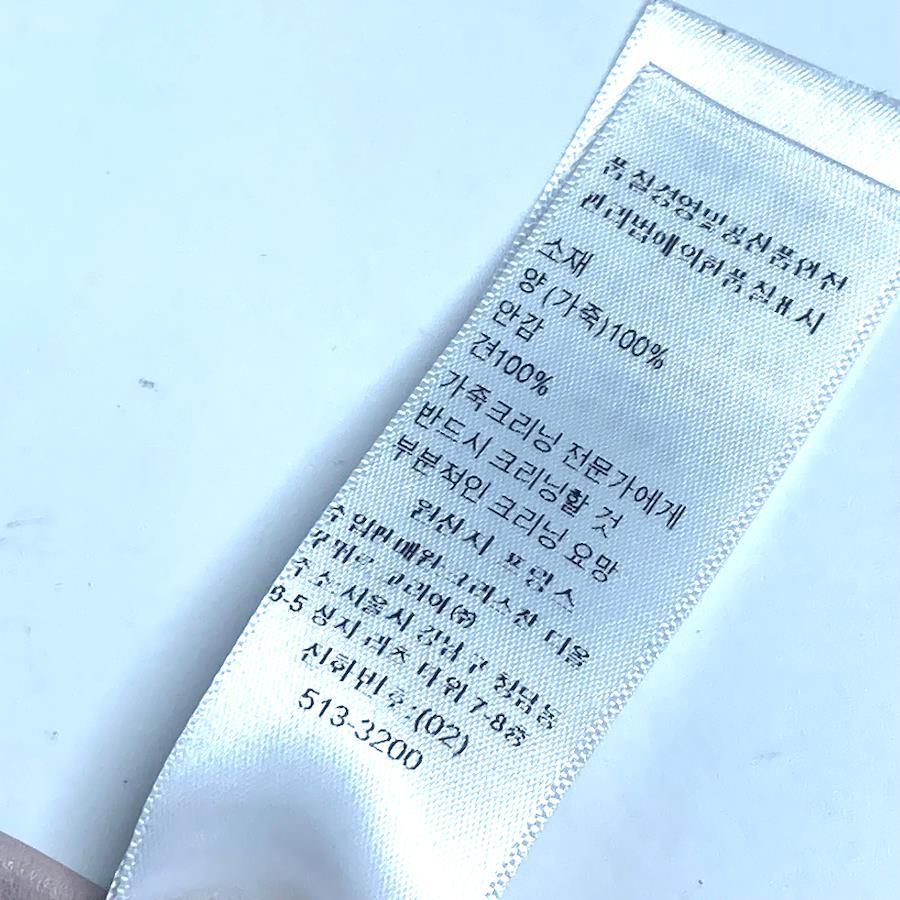 품질경영및공산품안전
관리법에의한품질표시
소재
양(가죽)100%
안감
견100%
가죽크리닝 전문가에게
반드시 크리닝할 것
부분적인 크리닝 요망
원산지 프랑스
수입판매원:크리스찬 디올
꾸뛰르 코리아㈜
주소:서울시 강남구 청담동
8-5 상지 리츠 타워 7-8층
전화번호:(02)
513-3200